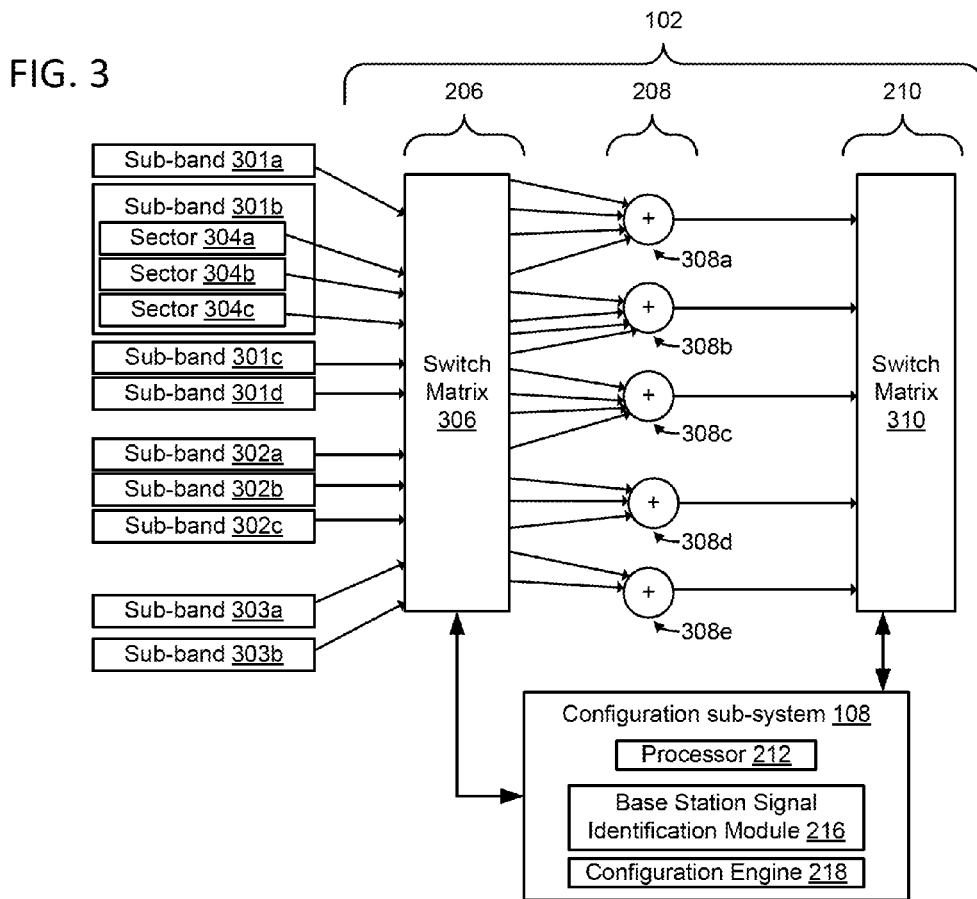 FIG. 3
102
206
208
210
Sub-band 301a
Sub-band 301b
Sector 304a
Sector 304b
Sector 304c
Sub-band 301c
Sub-band 301d
Sub-band 302a
Sub-band 302b
Sub-band 302c
Sub-band 303a
Sub-band 303b
Switch
Matrix
306
+
308a
+
308b
+
308c
+
308d
+
308e
Switch
Matrix
310
Configuration sub-system 108
Processor 212
Base Station Signal
Identification Module 216
Configuration Engine 218